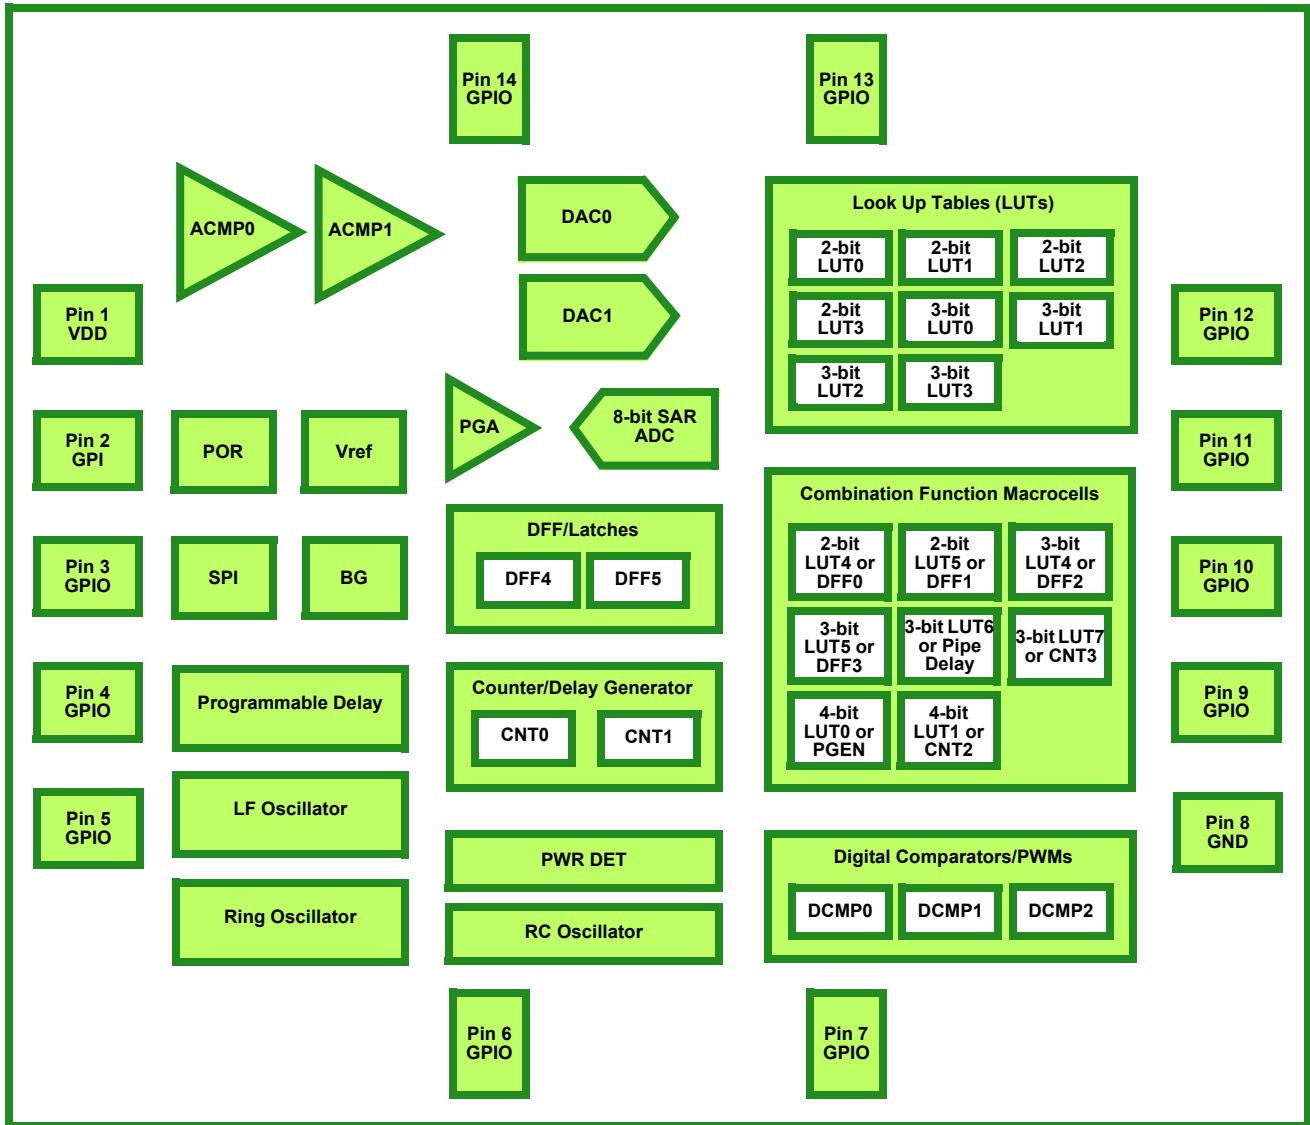 Pin 14
GPIO
Pin 13
GPIO
ACMP0
ACMP1
DAC0
DAC1
Look Up Tables (LUTs)
2-bit
LUT0
2-bit
LUT1
2-bit
LUT2
2-bit
LUT3
3-bit
LUT0
3-bit
LUT1
3-bit
LUT2
3-bit
LUT3
Pin 1
VDD
Pin 12
GPIO
PGA
8-bit SAR
ADC
Pin 2
GPI
POR
Vref
Pin 11
GPIO
DFF/Latches
DFF4
DFF5
Combination Function Macrocells
2-bit
LUT4 or
DFF0
2-bit
LUT5 or
DFF1
3-bit
LUT4 or
DFF2
3-bit
LUT5 or
DFF3
3-bit LUT6
or Pipe
Delay
3-bit LUT7
or CNT3
4-bit
LUT0 or
PGEN
4-bit
LUT1 or
CNT2
Pin 3
GPIO
SPI
BG
Pin 10
GPIO
Pin 4
GPIO
Programmable Delay
Counter/Delay Generator
CNT0
CNT1
Pin 9
GPIO
Pin 5
GPIO
LF Oscillator
Pin 8
GND
PWR DET
Digital Comparators/PWMs
DCMP0
DCMP1
DCMP2
Ring Oscillator
RC Oscillator
Pin 6
GPIO
Pin 7
GPIO